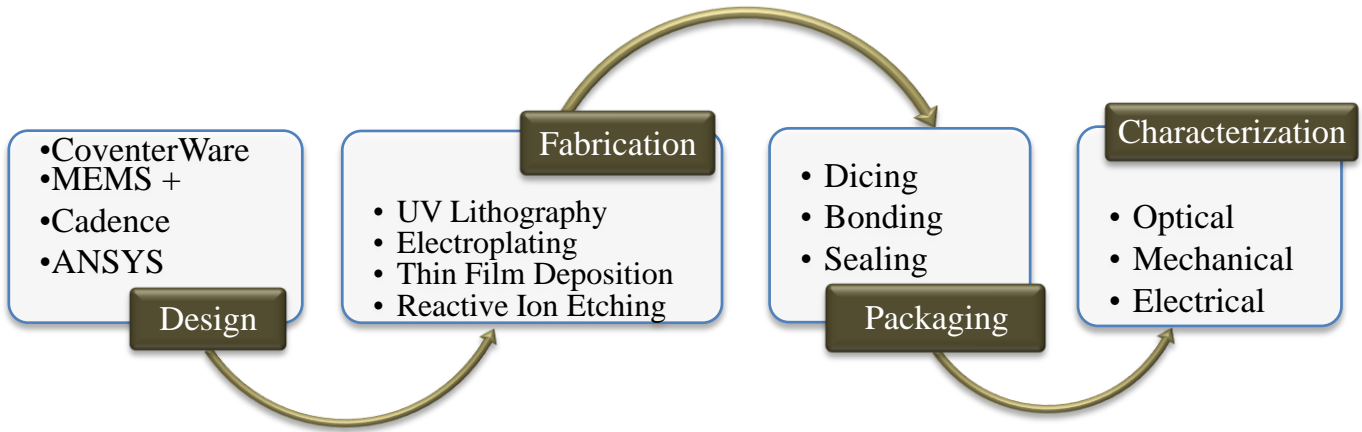 •CoventerWare
•MEMS +
•Cadence
•ANSYS
Design
Fabrication
• UV Lithography
• Electroplating
• Thin Film Deposition
• Reactive Ion Etching
• Dicing
• Bonding
• Sealing
Packaging
Characterization
• Optical
• Mechanical
• Electrical